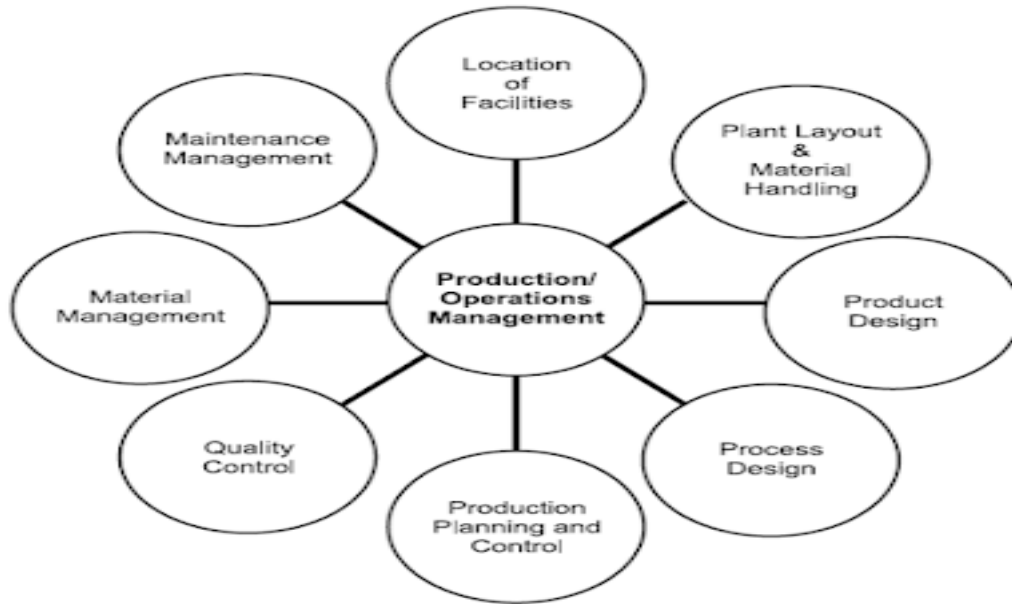 Location
of
Facilities
Plant Layout
&
Material
Handling
Maintenance
Management
Production/
Operations
Management
Material
Management
Product
Design
Quality
Control
Process
Design
Production
Planning and
Control